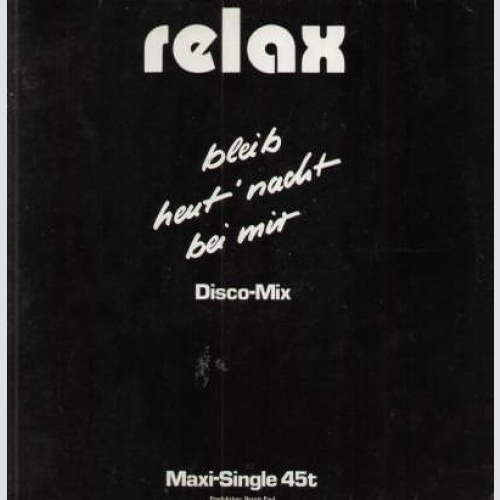 relax
bleib
heut' nacht
bei mir
Disco-Mix
Maxi-Single 45t